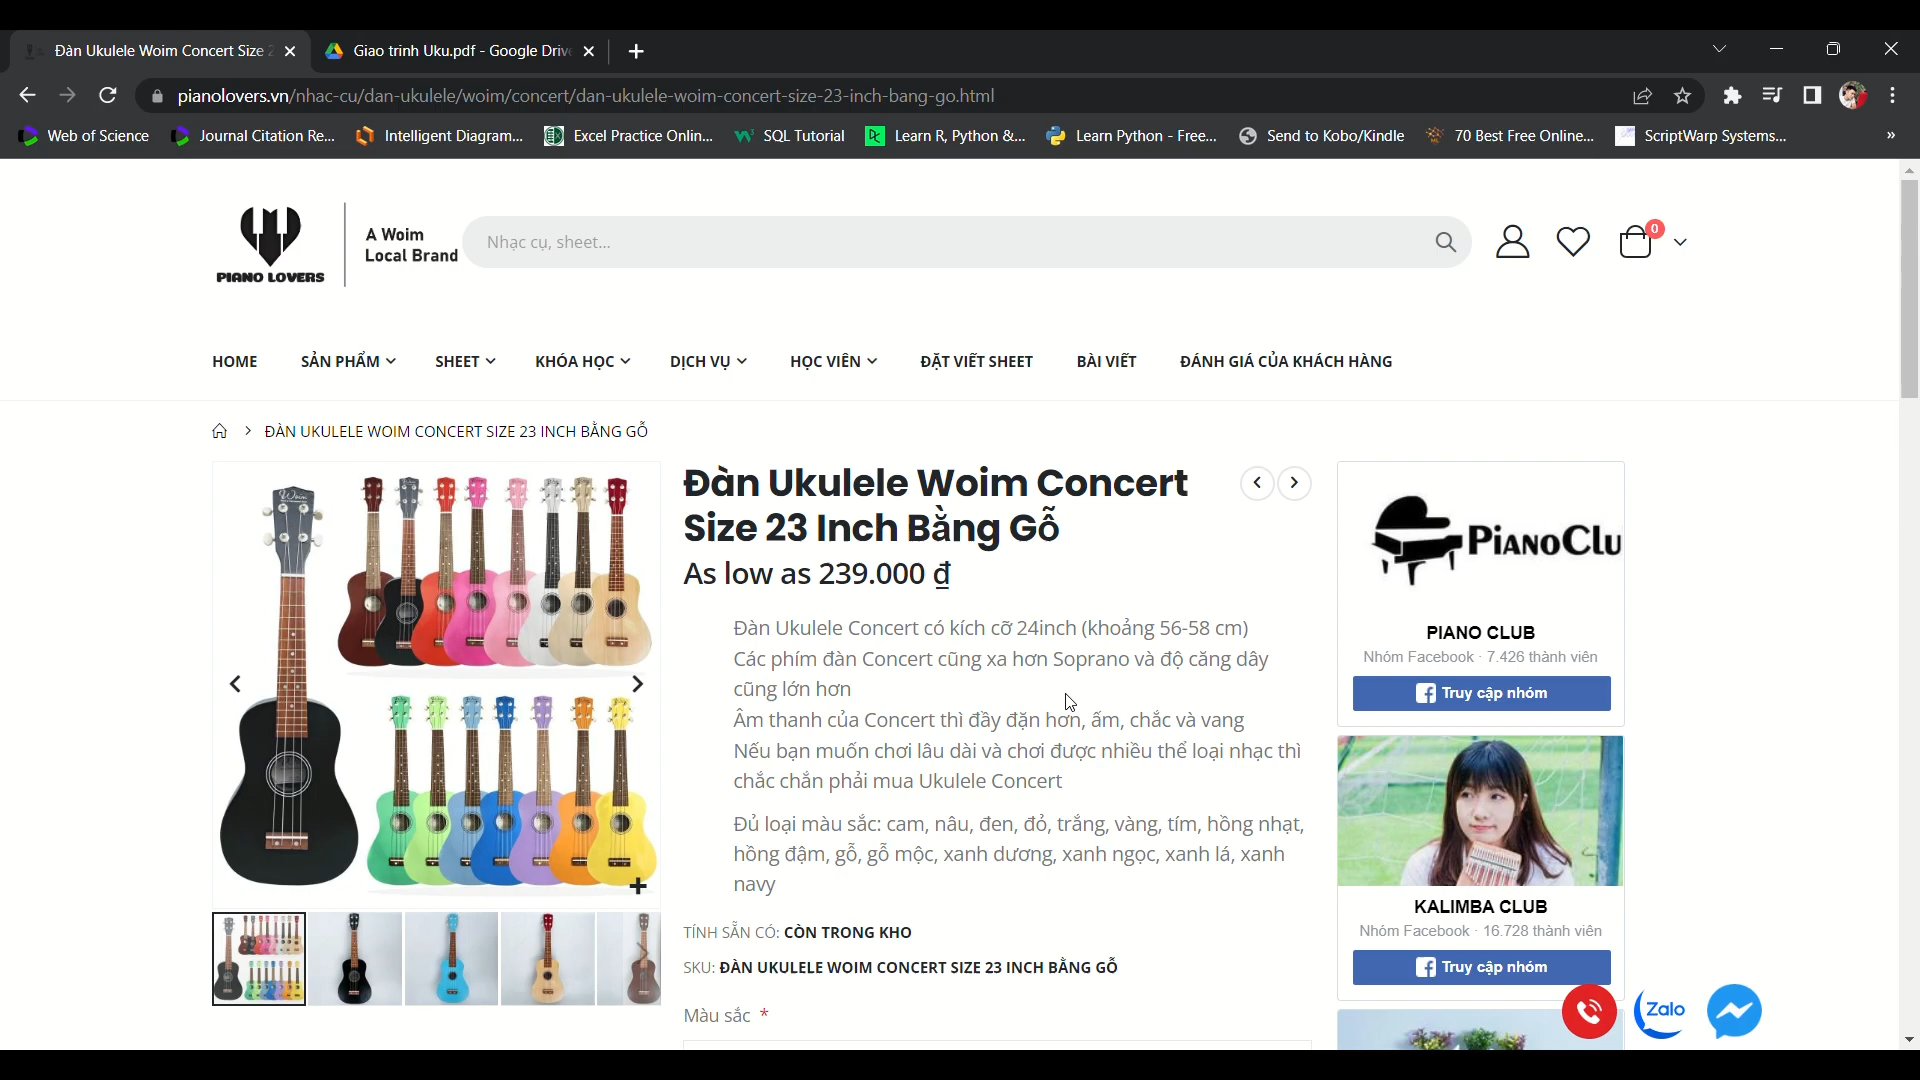 Đàn Ukulele Woim Concert Size 2
Giao trinh Uku.pdf - Google Driv
pianolovers.vn/nhac-cu/dan-ukulele/woim/concert/dan-ukulele-woim-concert-size-23-inch-bang-go.html
Web of Science
Journal Citation Re...
Intelligent Diagram...
Excel Practice Onlin...
SQL Tutorial
Learn R, Python &...
Learn Python - Free...
Send to Kobo/Kindle
70 Best Free Online...
ScriptWarp Systems...
»
PIANO LOVERS
A Woim
Local Brand
Nhạc cụ, sheet...
0
HOME
SẢN PHẨM
SHEET
KHÓA HỌC
DỊCH VỤ
HỌC VIÊN
ĐẶT VIẾT SHEET
BÀI VIẾT
ĐÁNH GIÁ CỦA KHÁCH HÀNG
ĐÀN UKULELE WOIM CONCERT SIZE 23 INCH BẰNG GỖ
Woim
Đàn Ukulele Woim Concert
Size 23 Inch Bằng Gỗ
As low as 239.000 ₫
Đàn Ukulele Concert có kích cỡ 24inch (khoảng 56-58 cm)
Các phím đàn Concert cũng xa hơn Soprano và độ căng dây
cũng lớn hơn
Âm thanh của Concert thì đầy đặn hơn, ấm, chắc và vang
Nếu bạn muốn chơi lâu dài và chơi được nhiều thể loại nhạc thì
chắc chắn phải mua Ukulele Concert
Đủ loại màu sắc: cam, nâu, đen, đỏ, trắng, vàng, tím, hồng nhạt,
hồng đậm, gỗ, gỗ mộc, xanh dương, xanh ngọc, xanh lá, xanh
navy
TÍNH SẴN CÓ: CÒN TRONG KHO
SKU: ĐÀN UKULELE WOIM CONCERT SIZE 23 INCH BẰNG GỖ
Màu sắc *
PIANOCLU
PIANO CLUB
Nhóm Facebook · 7.426 thành viên
Truy cập nhóm
KALIMBA CLUB
Nhóm Facebook · 16.728 thành viên
Truy cập nhóm
Zalo